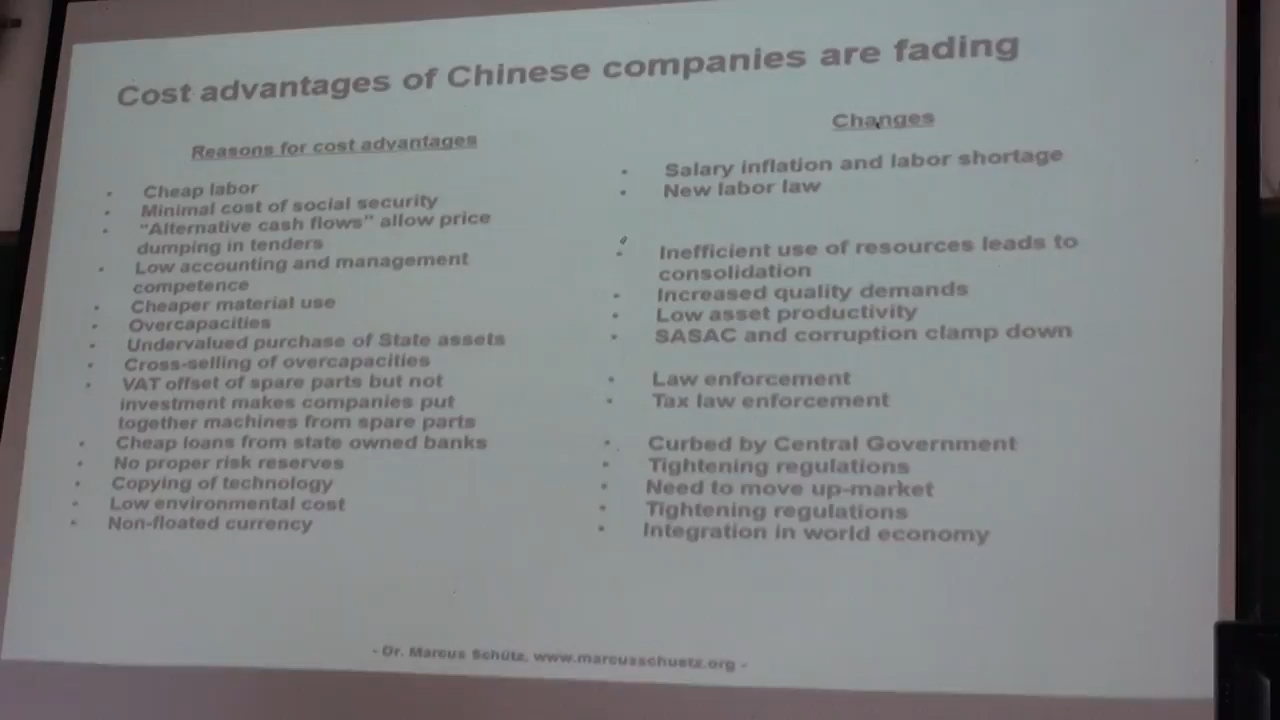 Cost advantages of Chinese companies are fading
Reasons for cost advantages
• Cheap labor
• Minimal cost of social security
• "Alternative cash flows" allow price
dumping in tenders
• Low accounting and management
competence
• Cheaper material use
• Overcapacities
• Undervalued purchase of State assets
• Cross-selling of overcapacities
• VAT offset of spare parts but not
investment makes companies put
together machines from spare parts
• Cheap loans from state owned banks
• No proper risk reserves
• Copying of technology
• Low environmental cost
• Non-floated currency
Changes
• Salary inflation and labor shortage
• New labor law
• Inefficient use of resources leads to
consolidation
• Increased quality demands
• Low asset productivity
• SASAC and corruption clamp down
• Law enforcement
• Tax law enforcement
• Curbed by Central Government
• Tightening regulations
• Need to move up-market
• Tightening regulations
• Integration in world economy
- Dr. Marcus Schütz, www.marcusschuetz.org -